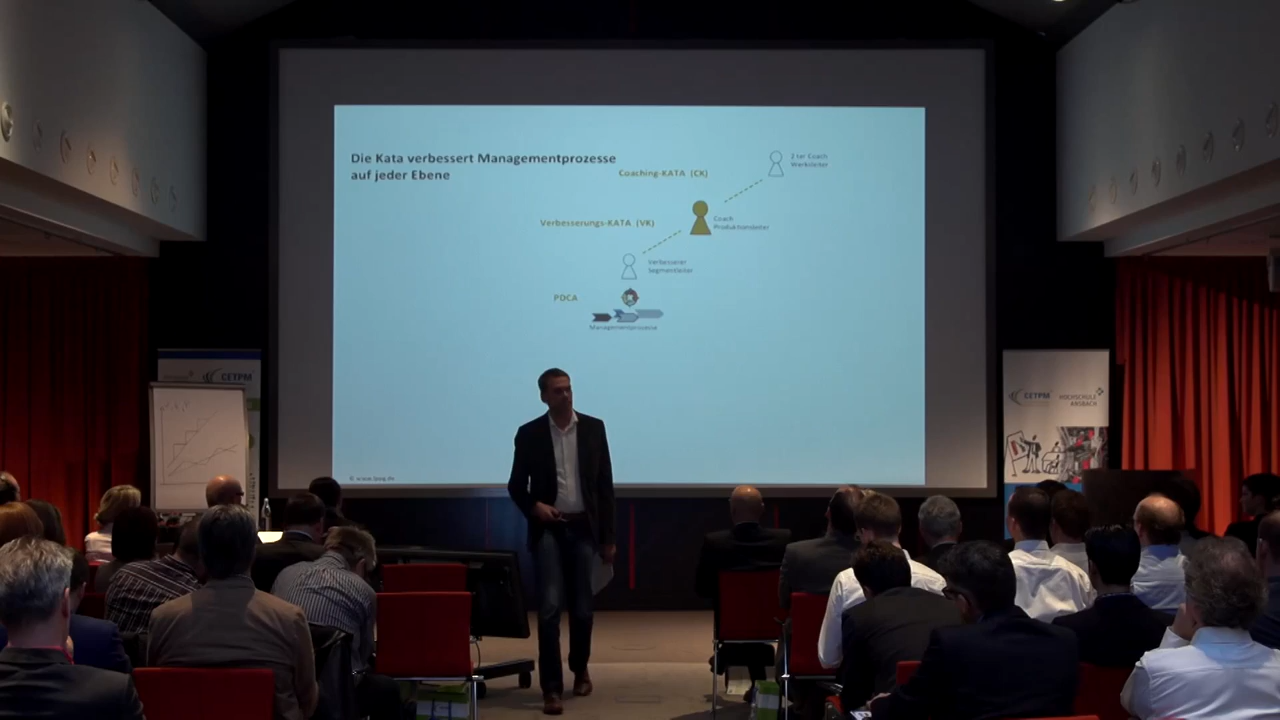 Die Kata verbessert Managementprozesse
auf jeder Ebene
Coaching-KATA (CK)
2 ter Coach
Werkleiter
Verbesserungs-KATA (VK)
Coach
Produktionsleiter
Verbesserer
Segmentleiter
PDCA
Managementprozesse
CETPM
CETPM
HOCHSCHULE
ANSBACH